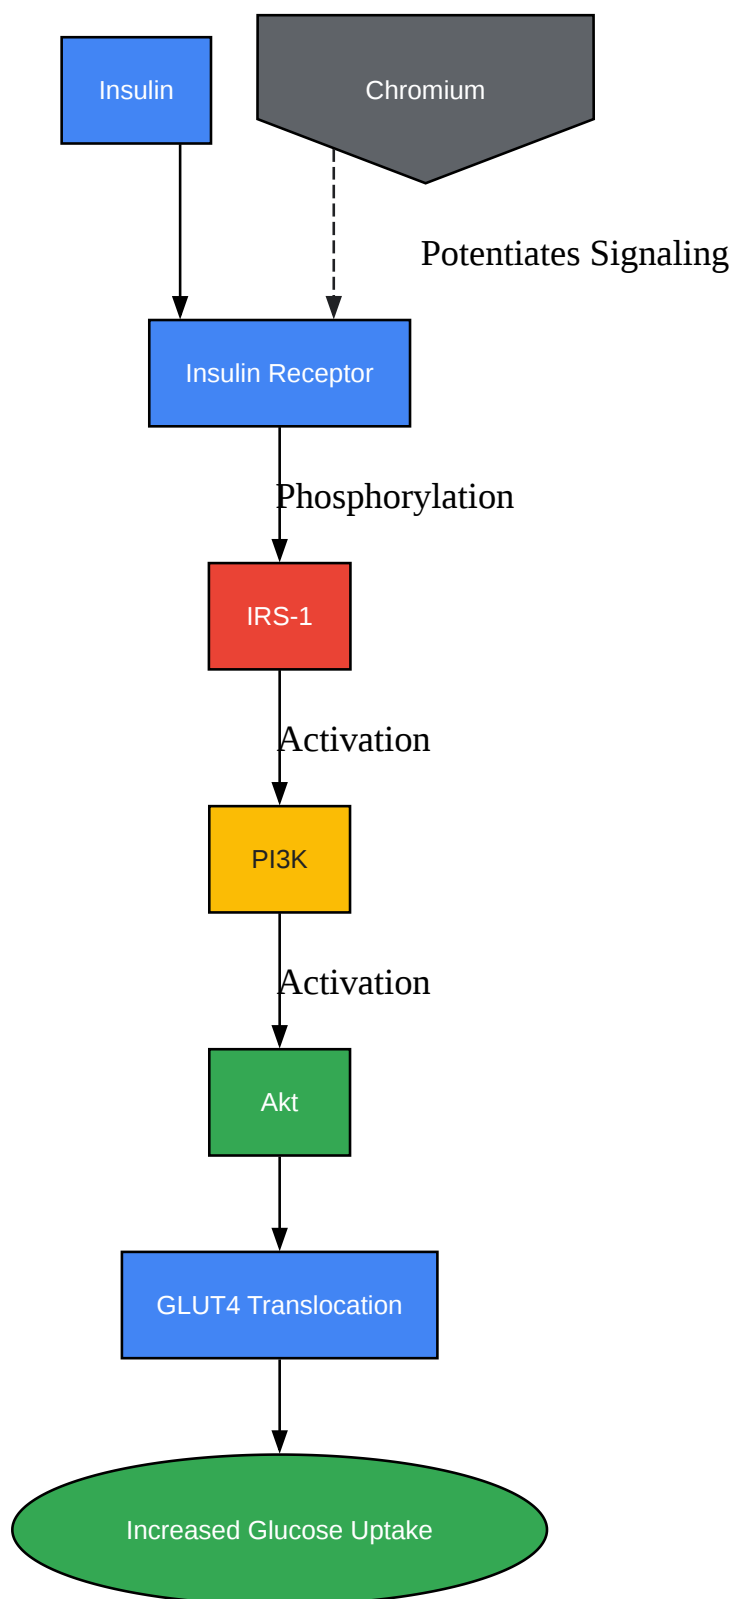 Insulin
Chromium
Potentiates Signaling
Insulin Receptor
Phosphorylation
IRS-1
Activation
PI3K
Activation
Akt
GLUT4 Translocation
Increased Glucose Uptake